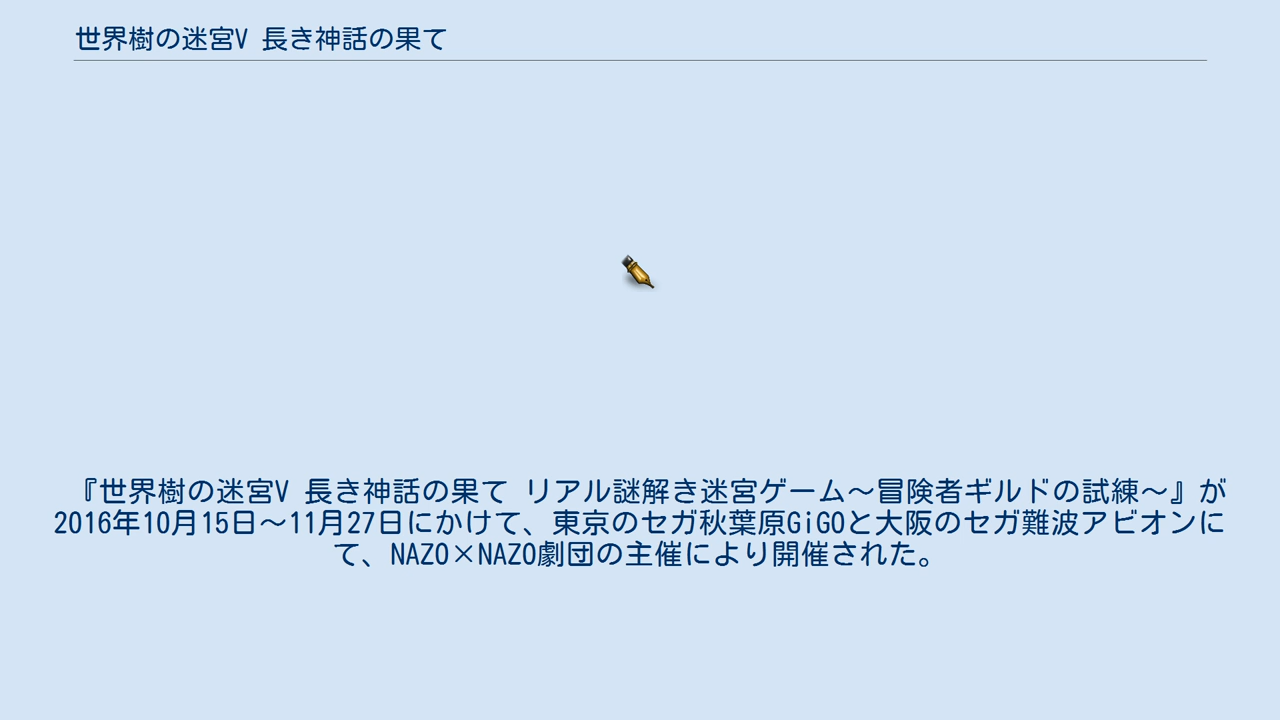 世界樹の迷宮V 長き神話の果て
『世界樹の迷宮V 長き神話の果て リアル謎解き迷宮ゲーム～冒険者ギルドの試練～』が
2016年10月15日～11月27日にかけて、東京のセガ秋葉原GiGOと大阪のセガ難波アビオンに
て、NAZO×NAZO劇団の主催により開催された。